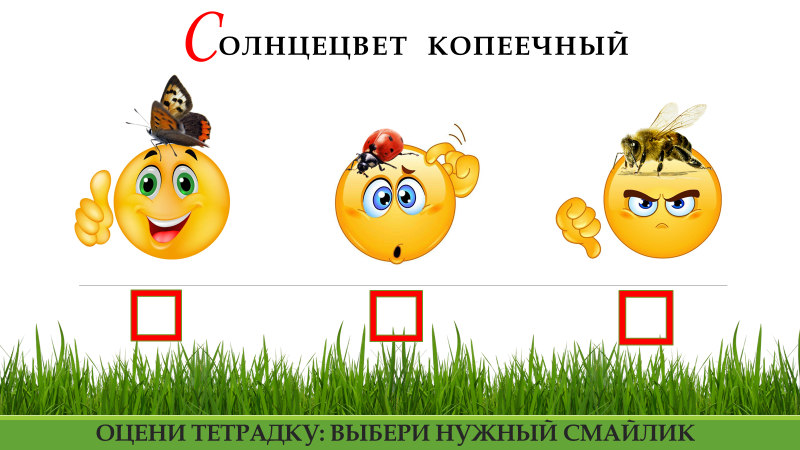 Солнцецвет копеечный
ОЦЕНИ ТЕТРАДКУ: ВЫБЕРИ НУЖНЫЙ СМАЙЛИК